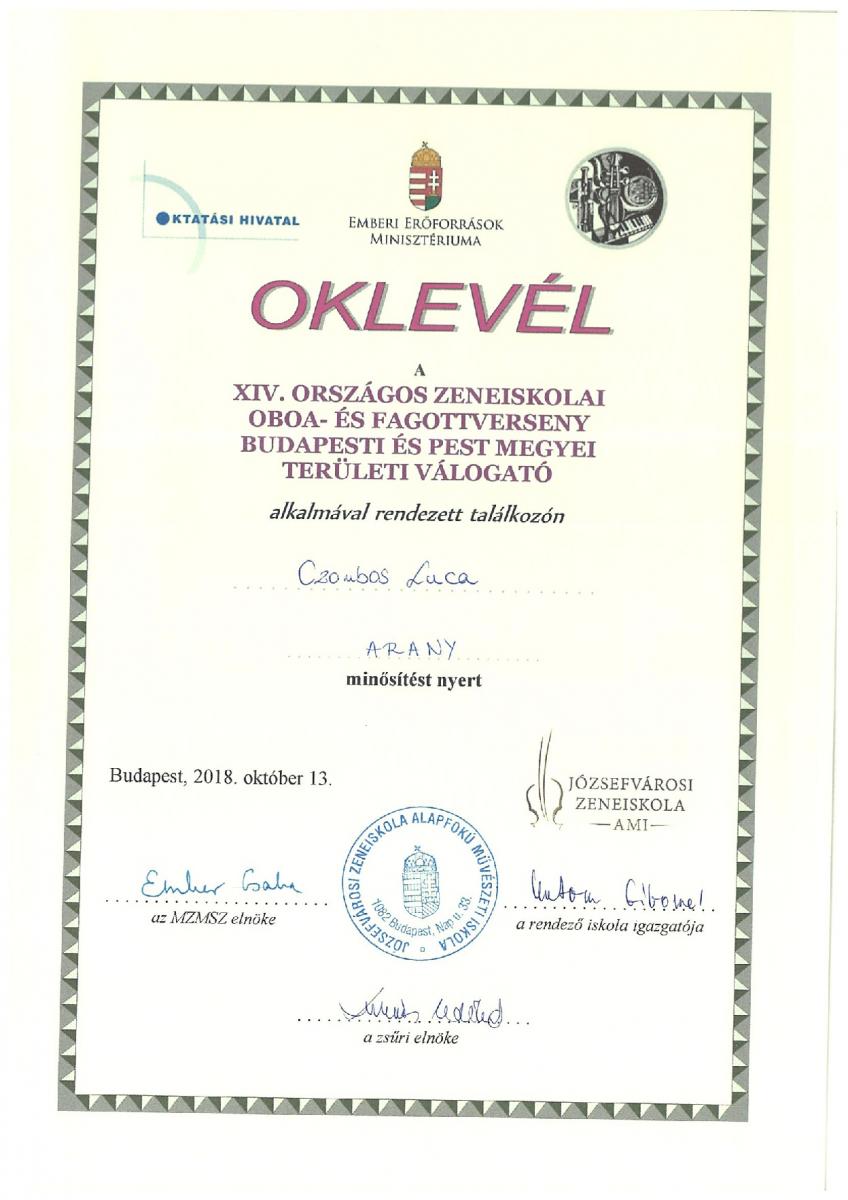 OKTATÁSI HIVATAL
EMBERI ERŐFORRÁSOK
MINISZTÉRIUMA
OKLEVÉL
A
XIV. ORSZÁGOS ZENEISKOLAI
OBOA- ÉS FAGOTTVERSENY
BUDAPESTI ÉS PEST MEGYEI
TERÜLETI VÁLOGATÓ
alkalmával rendezett találkozón
Czombos Luca
ARANY
minősítést nyert
Budapest, 2018. október 13.
JÓZSEFVÁROSI
ZENEISKOLA
AMI
JÓZSEFVÁROSI ZENEISKOLA ALAPFOKÚ MŰVÉSZETI ISKOLA
1082 Budapest, Nap u. 33.
Ember Csaba
az MZMSZ elnöke
a rendező iskola igazgatója
a zsűri elnöke